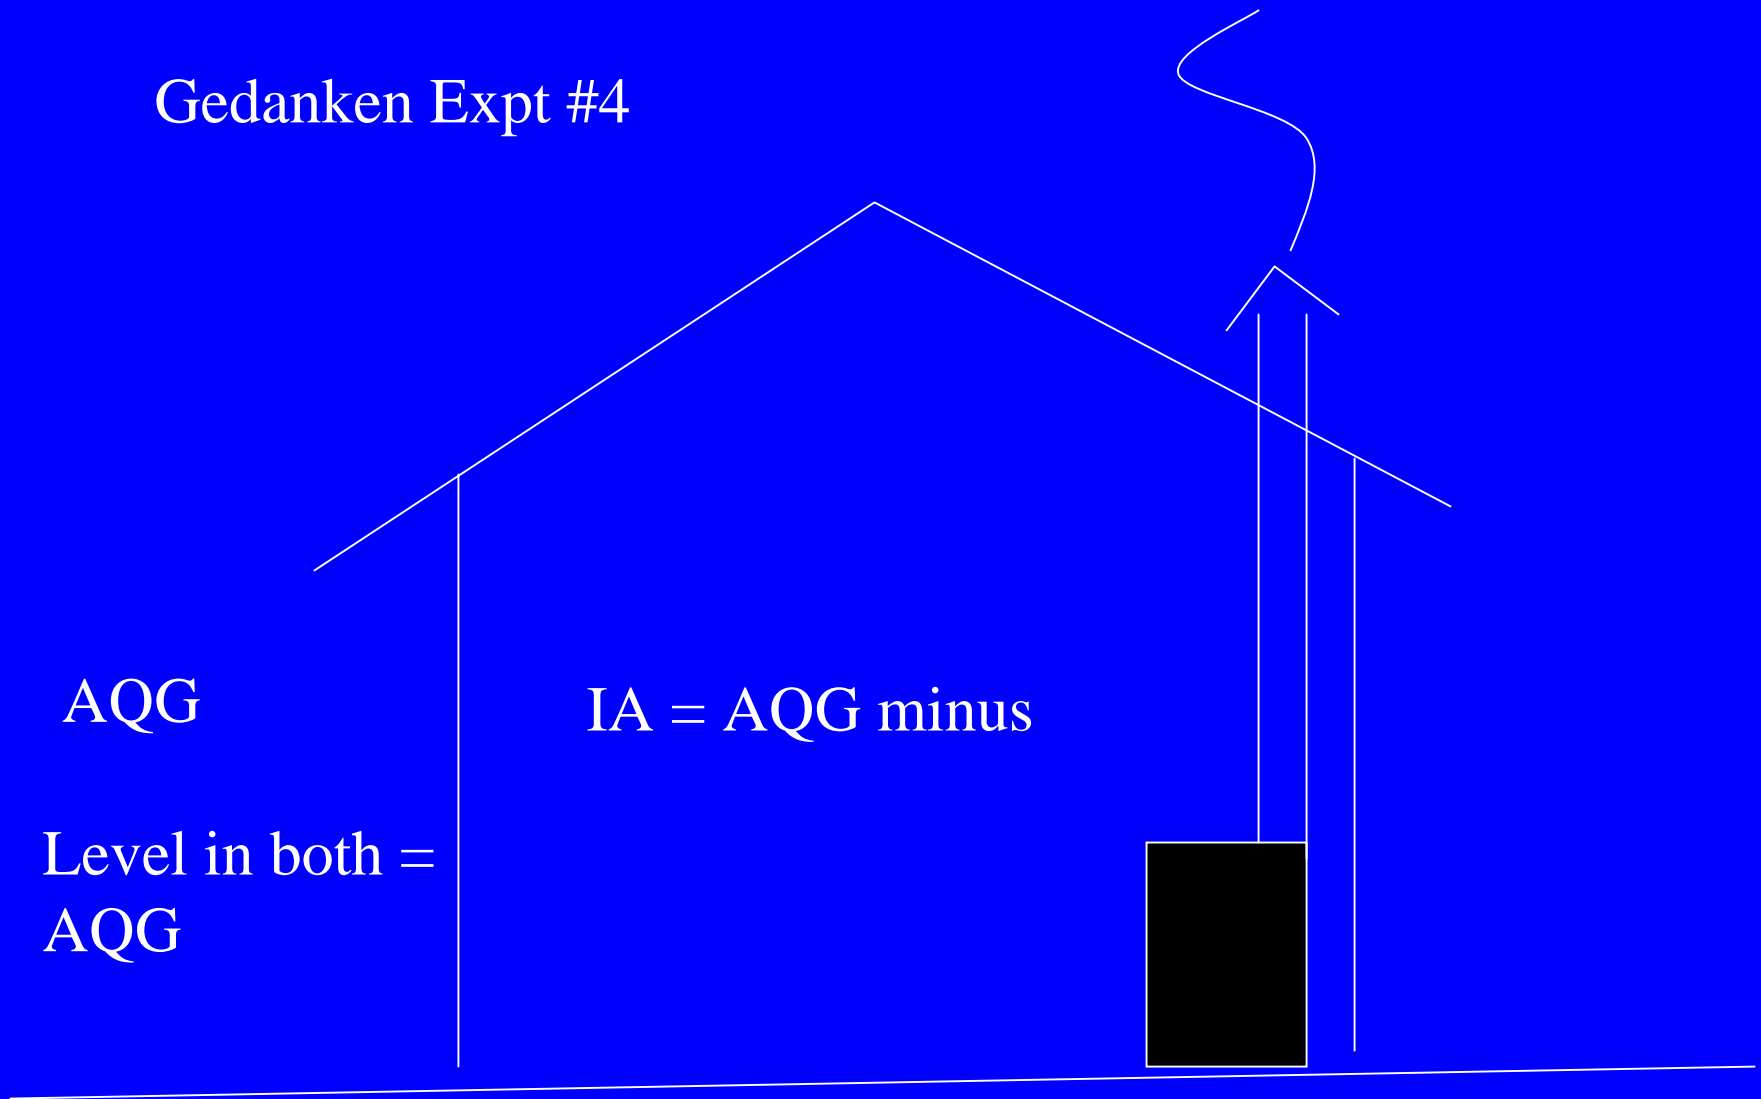 Gedanken Expt #4
AQG
IA = AQG minus
Level in both =
AQG